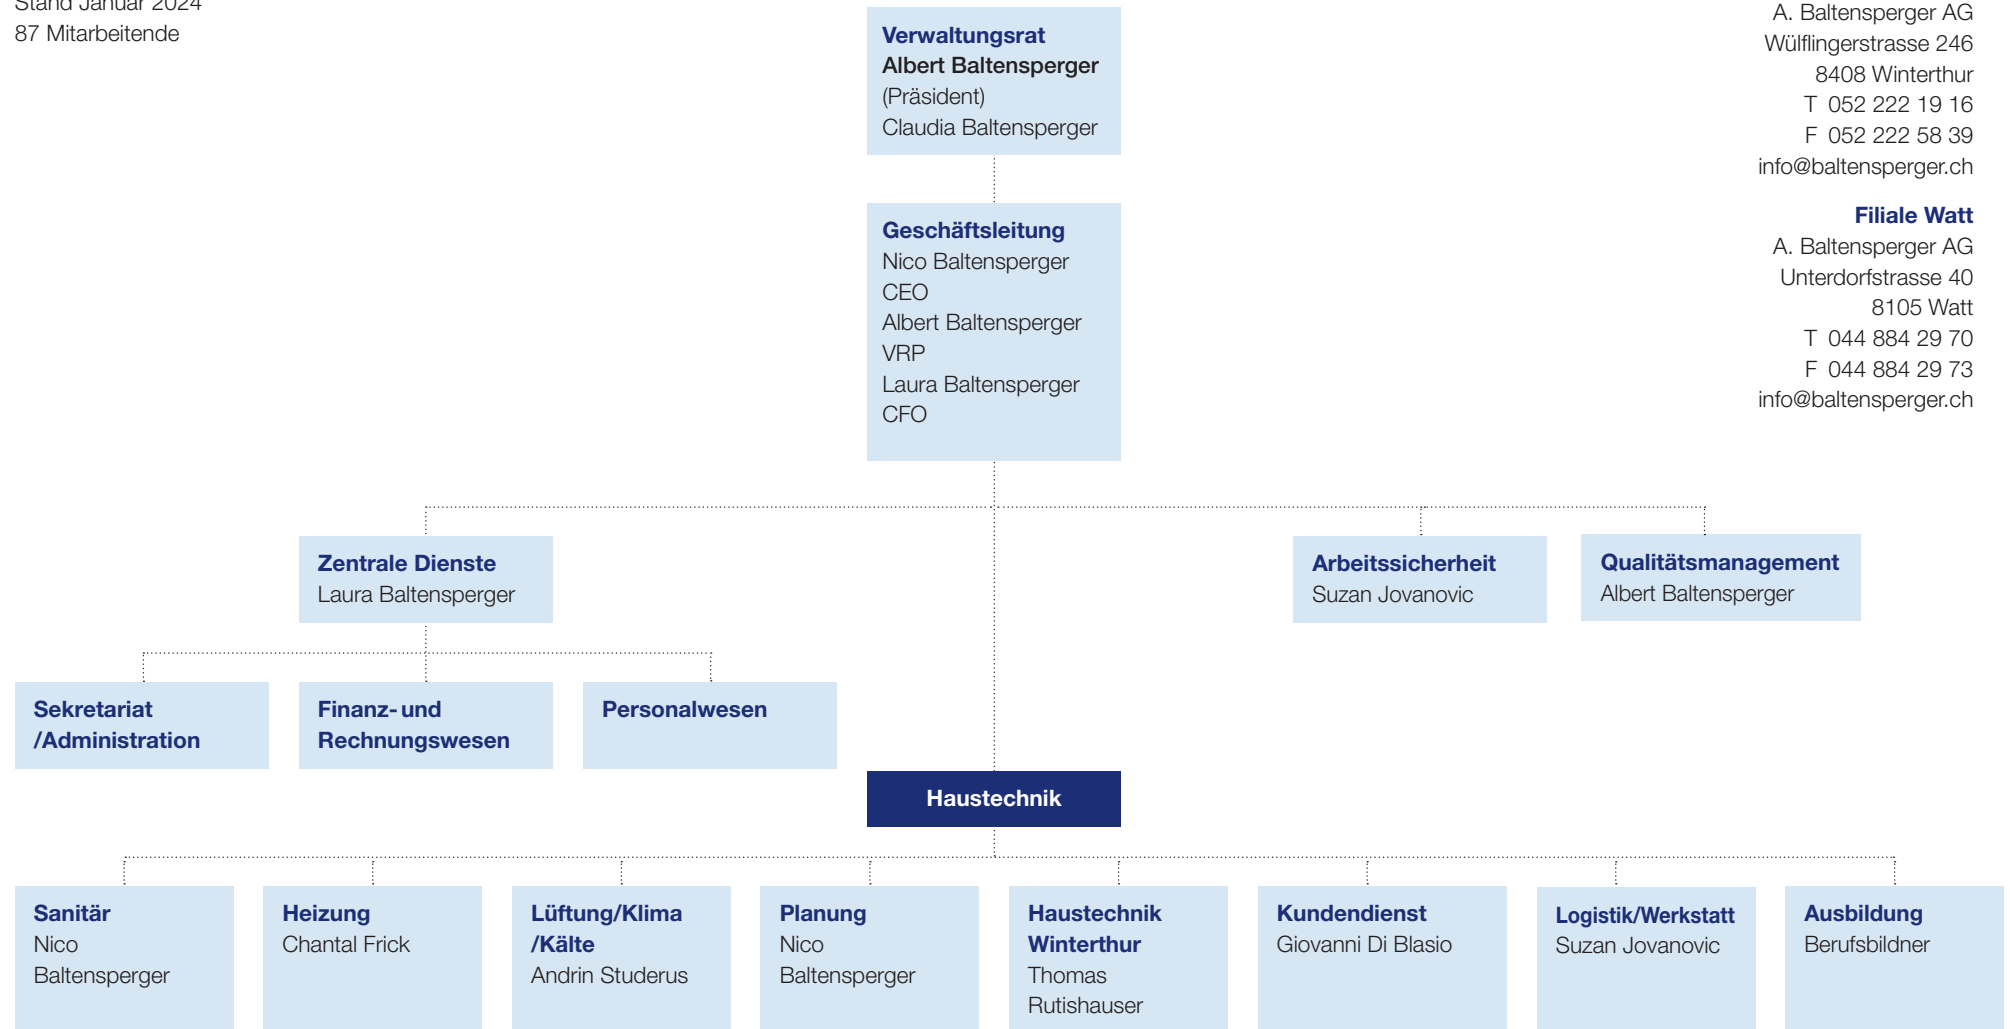 Stand Januar 2024
87 Mitarbeitende
A. Baltensperger AG
Wülflingerstrasse 246
8408 Winterthur
T 052 222 19 16
F 052 222 58 39
info@baltensperger.ch
Filiale Watt
A. Baltensperger AG
Unterdorfstrasse 40
8105 Watt
T 044 884 29 70
F 044 884 29 73
info@baltensperger.ch
Verwaltungsrat
Albert Baltensperger
(Präsident)
Claudia Baltensperger
Geschäftsleitung
Nico Baltensperger
CEO
Albert Baltensperger
VRP
Laura Baltensperger
CFO
Zentrale Dienste
Laura Baltensperger
Arbeitssicherheit
Suzan Jovanovic
Qualitätsmanagement
Albert Baltensperger
Sekretariat
/Administration
Finanz- und
Rechnungswesen
Personalwesen
Haustechnik
Sanitär
Nico
Baltensperger
Heizung
Chantal Frick
Lüftung/Klima
/Kälte
Andrin Studerus
Planung
Nico
Baltensperger
Haustechnik
Winterthur
Thomas
Rutishauser
Kundendienst
Giovanni Di Blasio
Logistik/Werkstatt
Suzan Jovanovic
Ausbildung
Berufsbildner